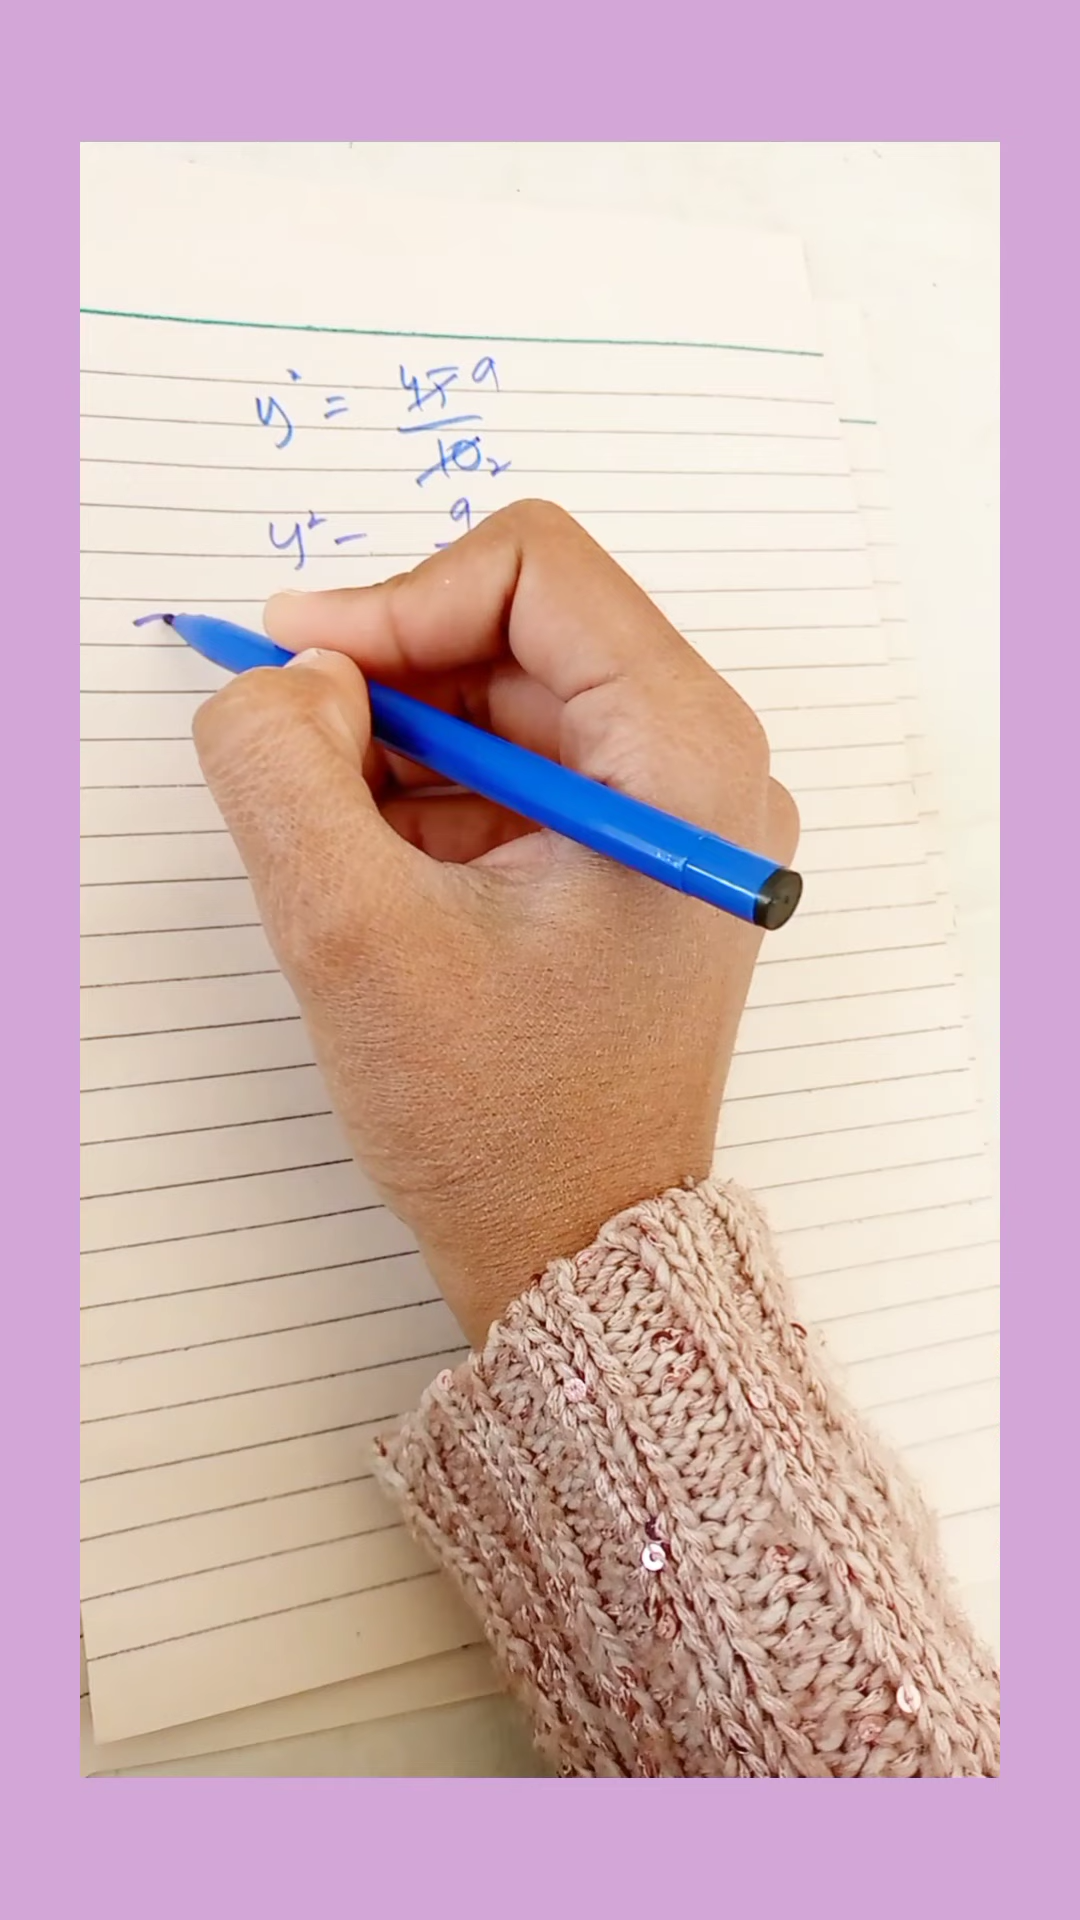 y² = 45 9
10 2
y² - 9